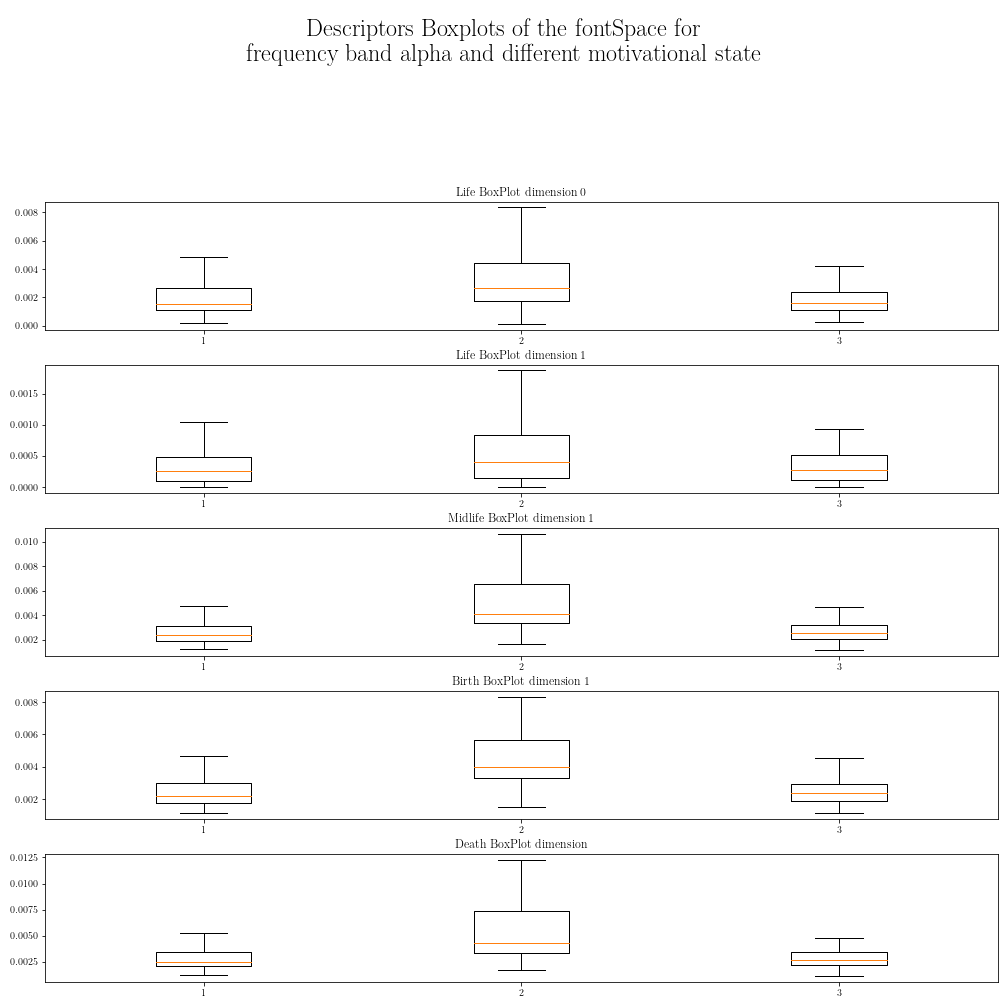 Descriptors Boxplots of the fontSpace for
frequency band alpha and different motivational state
Life BoxPlot dimension 0
0.008
0.006
0.004
0.002
0.000
1 2 3
Life BoxPlot dimension 1
0.0015
0.0010
0.0005
0.0000
1 2 3
Midlife BoxPlot dimension 1
0.010
0.008
0.006
0.004
0.002
1 2 3
Birth BoxPlot dimension 1
0.008
0.006
0.004
0.002
1 2 3
Death BoxPlot dimension
0.0125
0.0100
0.0075
0.0050
0.0025
1 2 3